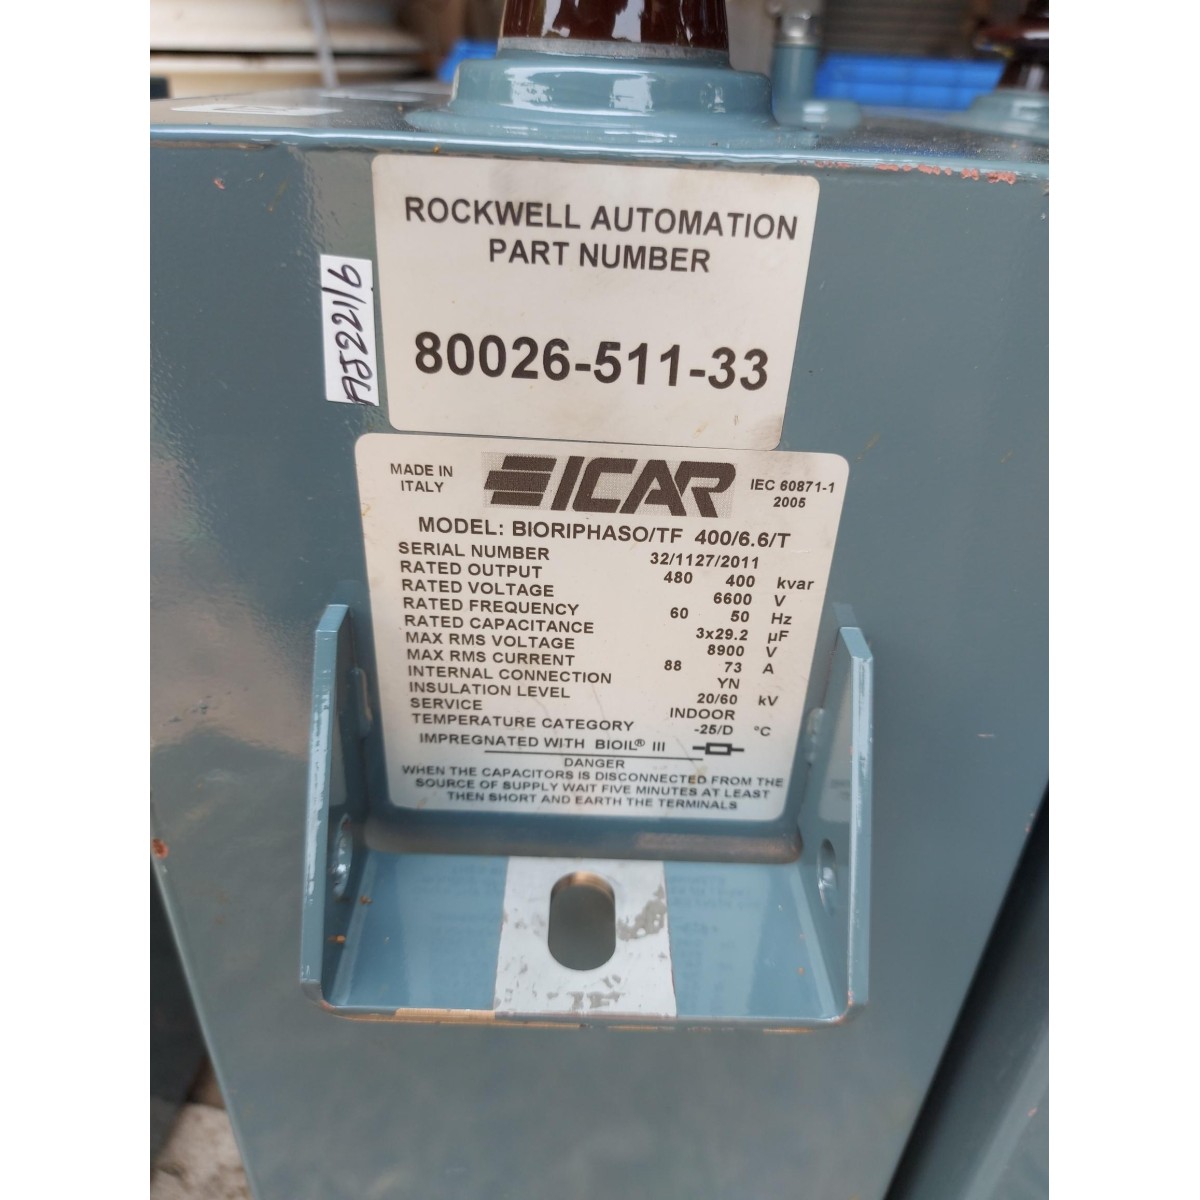 ROCKWELL AUTOMATION
PART NUMBER
80026-511-33
AJ221/6
MADE IN
ITALY
ICAR
IEC 60871-1
2005
MODEL: BIORIPHASO/TF 400/6.6/T
SERIAL NUMBER 32/1127/2011
RATED OUTPUT 480 400 kvar
RATED VOLTAGE 6600 V
RATED FREQUENCY 60 50 Hz
RATED CAPACITANCE 3x29.2 µF
MAX RMS VOLTAGE 8900 V
MAX RMS CURRENT 88 73 A
INTERNAL CONNECTION YN
INSULATION LEVEL 20/60 kV
SERVICE INDOOR
TEMPERATURE CATEGORY -25/D °C
IMPREGNATED WITH BIOIL® III
DANGER
WHEN THE CAPACITORS IS DISCONNECTED FROM THE
SOURCE OF SUPPLY WAIT FIVE MINUTES AT LEAST
THEN SHORT AND EARTH THE TERMINALS